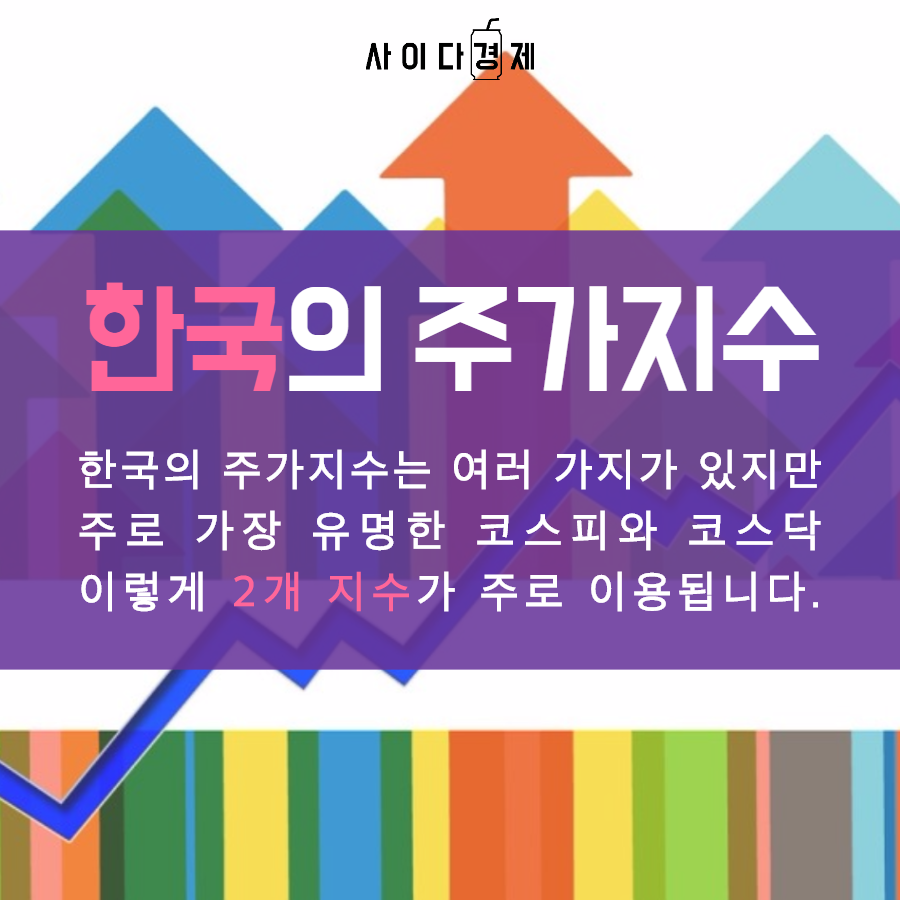 사이다경제
한국의 주가지수
한국의 주가지수는 여러 가지가 있지만
주로 가장 유명한 코스피와 코스닥
이렇게 2개 지수가 주로 이용됩니다.